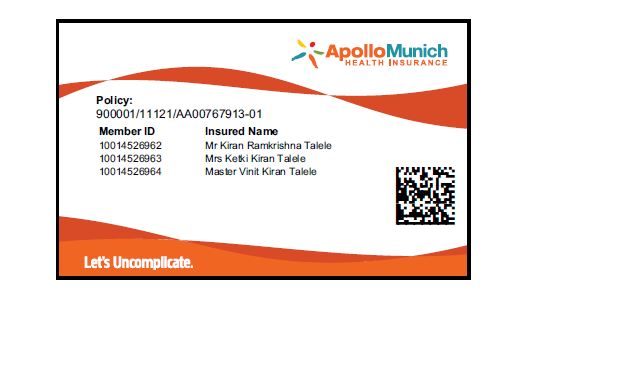 ApolloMunich
HEALTH INSURANCE
Policy:
900001/11121/AA00767913-01
Member ID Insured Name
10014526962 Mr Kiran Ramkrishna Talele
10014526963 Mrs Ketki Kiran Talele
10014526964 Master Vinit Kiran Talele
Let's Uncomplicate.